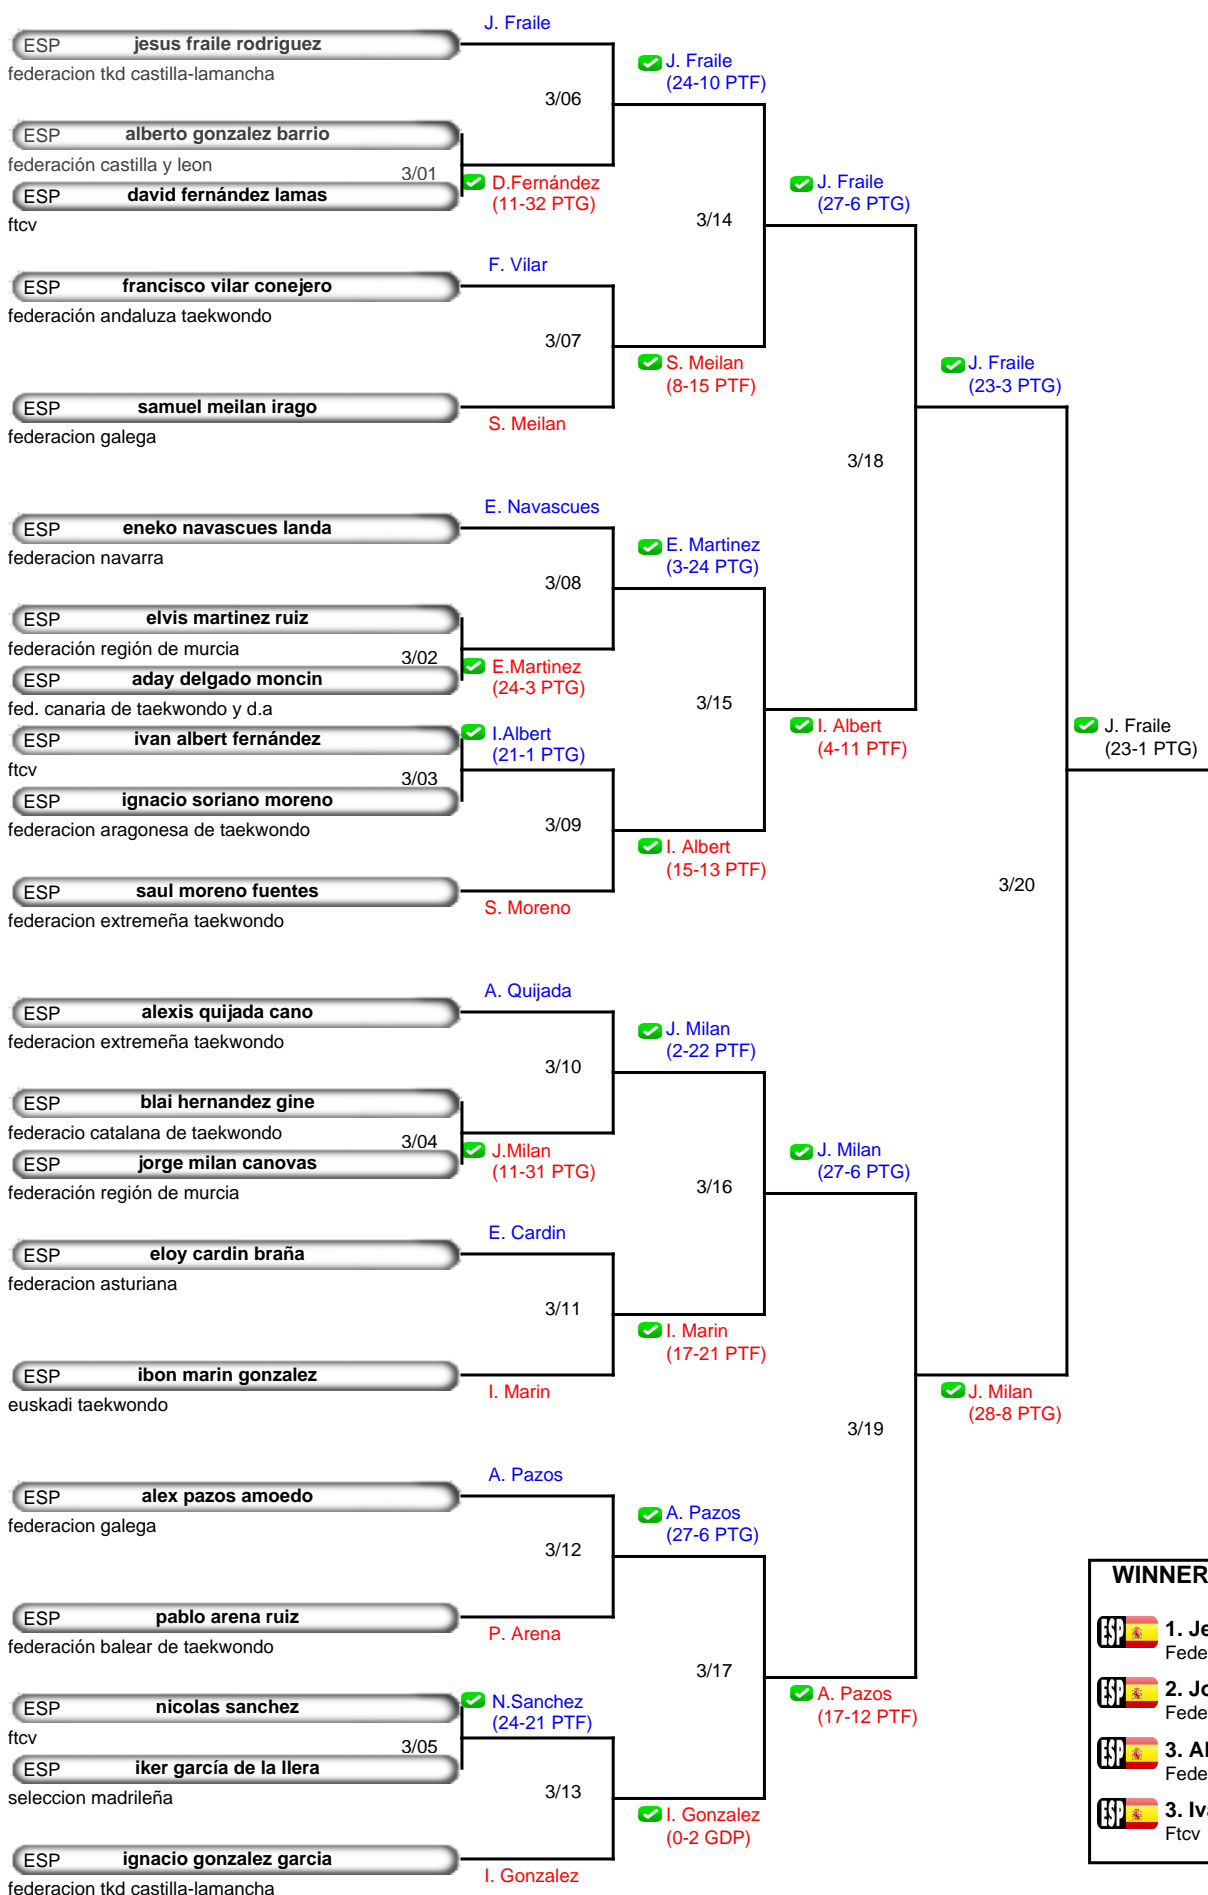 J. Fraile
ESP jesus fraile rodriguez
federacion tkd castilla-lamancha
J. Fraile
(24-10 PTF)
3/06
ESP alberto gonzalez barrio
federación castilla y leon
3/01
ESP david fernández lamas
ftcv
D.Fernández
(11-32 PTG)
J. Fraile
(27-6 PTG)
3/14
F. Vilar
ESP francisco vilar conejero
federación andaluza taekwondo
3/07
S. Meilan
(8-15 PTF)
J. Fraile
(23-3 PTG)
ESP samuel meilan irago
federacion galega
S. Meilan
3/18
E. Navascues
ESP eneko navascues landa
federacion navarra
E. Martinez
(3-24 PTG)
3/08
ESP elvis martinez ruiz
federación región de murcia
3/02
ESP aday delgado moncin
fed. canaria de taekwondo y d.a
E.Martinez
(24-3 PTG)
3/15
ESP ivan albert fernández
ftcv
I.Albert
(21-1 PTG)
I. Albert
(4-11 PTF)
J. Fraile
(23-1 PTG)
3/03
ESP ignacio soriano moreno
federacion aragonesa de taekwondo
3/09
I. Albert
(15-13 PTF)
ESP saul moreno fuentes
federacion extremeña taekwondo
S. Moreno
3/20
A. Quijada
ESP alexis quijada cano
federacion extremeña taekwondo
J. Milan
(2-22 PTF)
3/10
ESP blai hernandez gine
federacio catalana de taekwondo
3/04
ESP jorge milan canovas
federación región de murcia
J.Milan
(11-31 PTG)
J. Milan
(27-6 PTG)
3/16
E. Cardin
ESP eloy cardin braña
federacion asturiana
3/11
I. Marin
(17-21 PTF)
ESP ibon marin gonzalez
euskadi taekwondo
I. Marin
J. Milan
(28-8 PTG)
3/19
A. Pazos
ESP alex pazos amoedo
federacion galega
A. Pazos
(27-6 PTG)
3/12
ESP pablo arena ruiz
federación balear de taekwondo
P. Arena
3/17
ESP nicolas sanchez
ftcv
N.Sanchez
(24-21 PTF)
A. Pazos
(17-12 PTF)
3/05
ESP iker garcía de la llera
seleccion madrileña
3/13
I. Gonzalez
(0-2 GDP)
ESP ignacio gonzalez garcia
federacion tkd castilla-lamancha
I. Gonzalez
WINNER
ESP 1. Je
Fede
ESP 2. Jo
Fede
ESP 3. Al
Fede
ESP 3. Iva
Ftcv